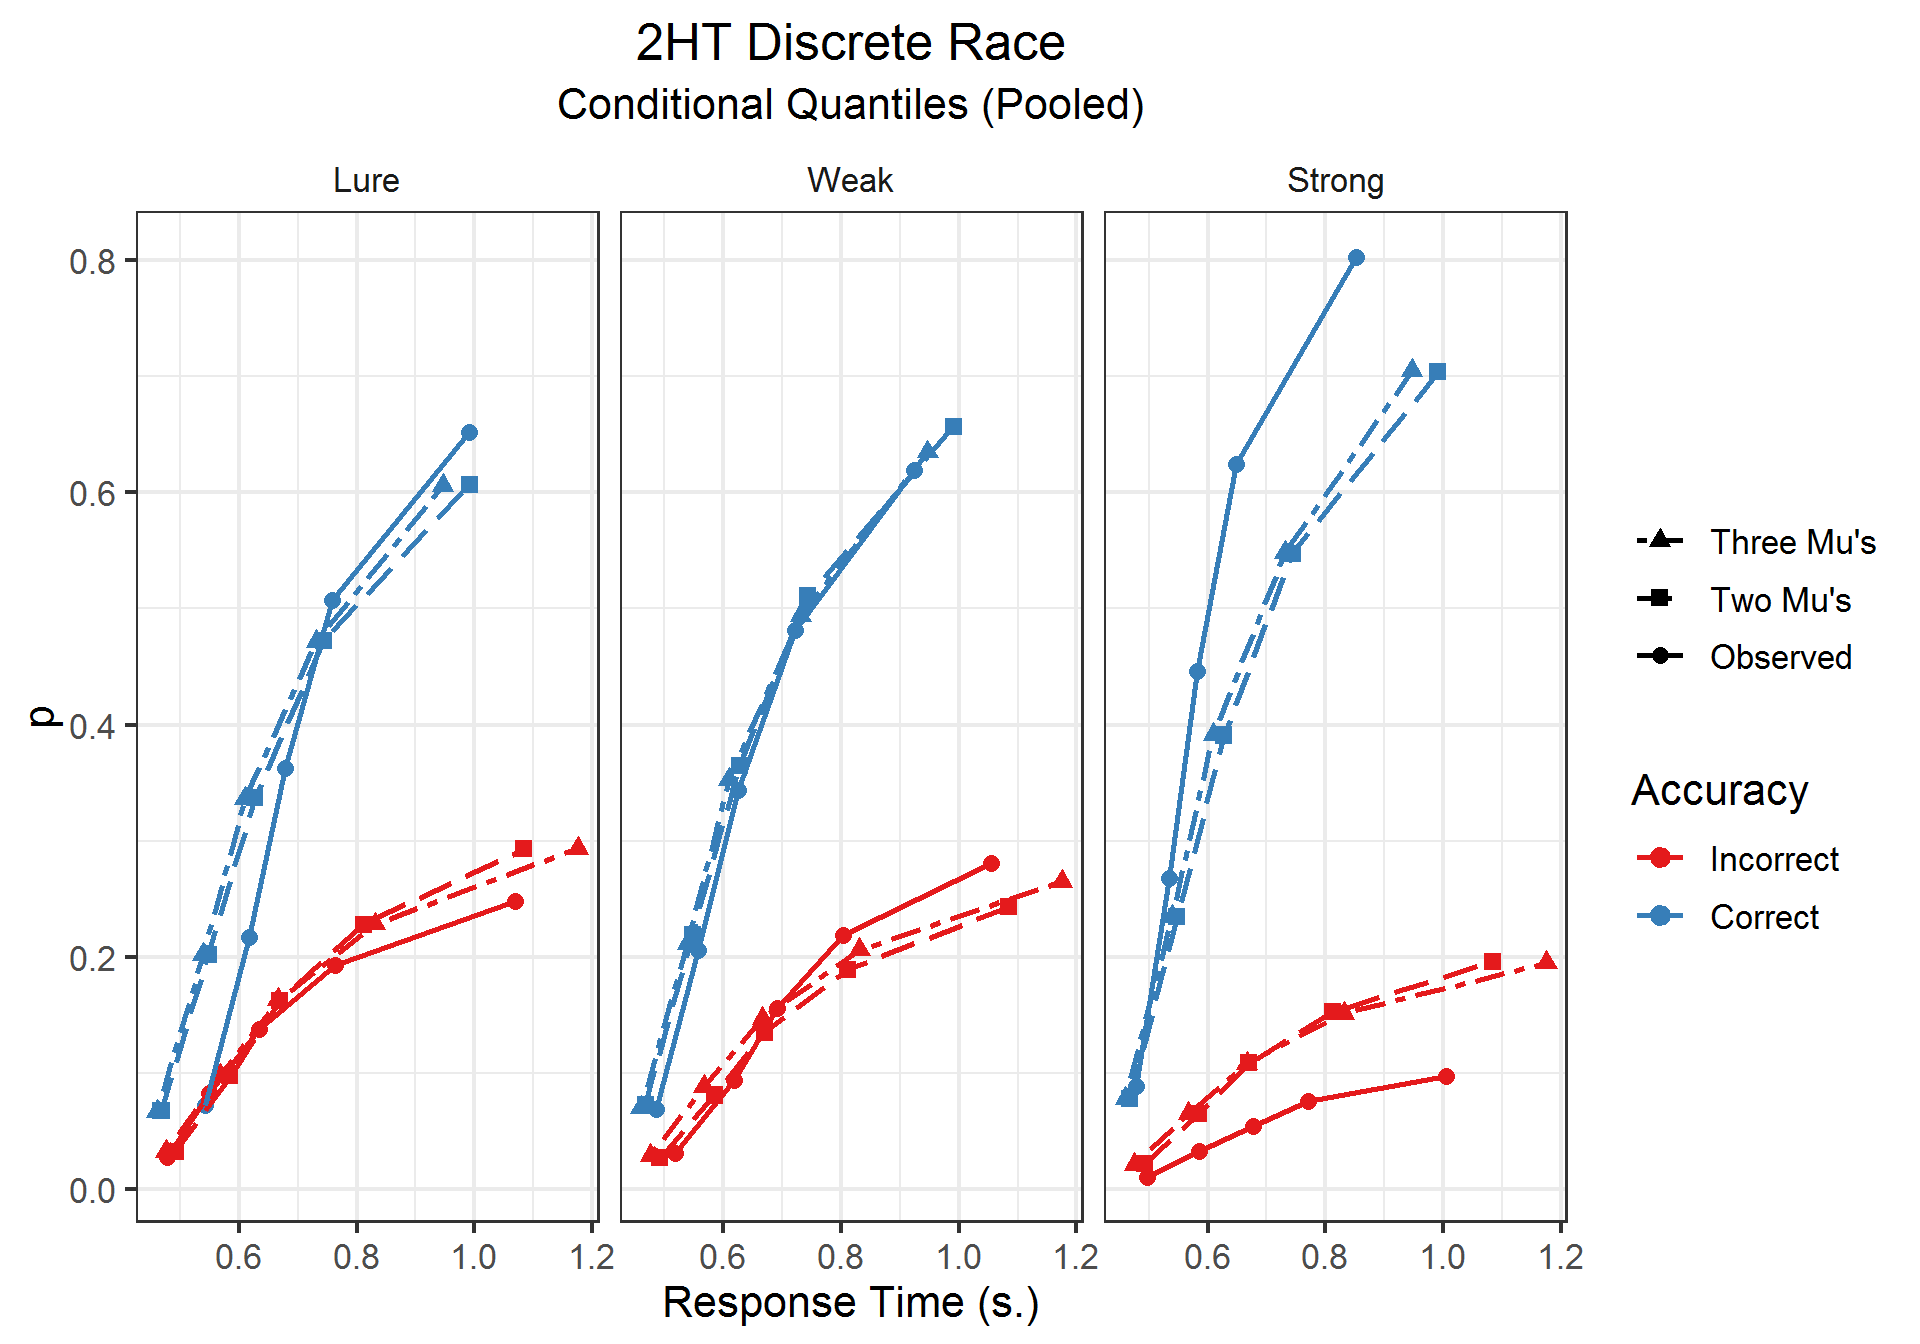 2HT Discrete Race
Conditional Quantiles (Pooled)
Lure
Weak
Strong
0.8
0.6
0.4
0.2
0.0
p
0.6 0.8 1.0 1.2
0.6 0.8 1.0 1.2
0.6 0.8 1.0 1.2
Response Time (s.)
Three Mu's
Two Mu's
Observed
Accuracy
Incorrect
Correct